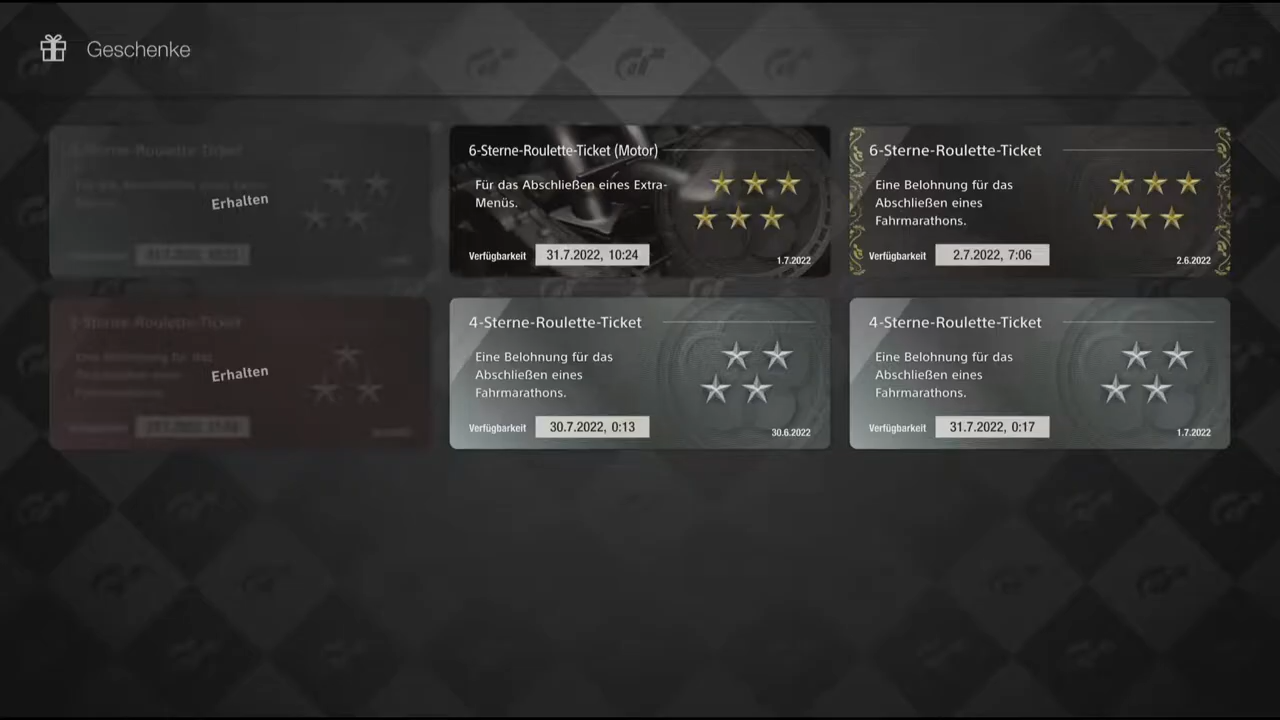 Geschenke
Erhalten
6-Sterne-Roulette-Ticket (Motor)
Für das Abschließen eines Extra-
Menüs.
Verfügbarkeit 31.7.2022, 10:24
1.7.2022
6-Sterne-Roulette-Ticket
Eine Belohnung für das
Abschließen eines
Fahrmarathons.
Verfügbarkeit 2.7.2022, 7:06
2.6.2022
Erhalten
4-Sterne-Roulette-Ticket
Eine Belohnung für das
Abschließen eines
Fahrmarathons.
Verfügbarkeit 30.7.2022, 0:13
30.6.2022
4-Sterne-Roulette-Ticket
Eine Belohnung für das
Abschließen eines
Fahrmarathons.
Verfügbarkeit 31.7.2022, 0:17
1.7.2022